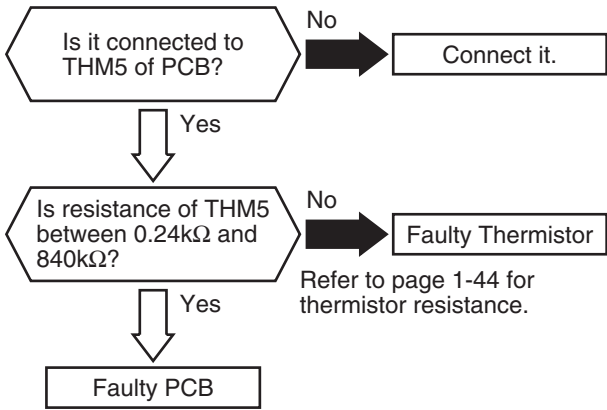 Is it connected to
THM5 of PCB?
No
Connect it.
Yes
Is resistance of THM5
between 0.24kΩ and
840kΩ?
No
Faulty Thermistor
Refer to page 1-44 for
thermistor resistance.
Yes
Faulty PCB